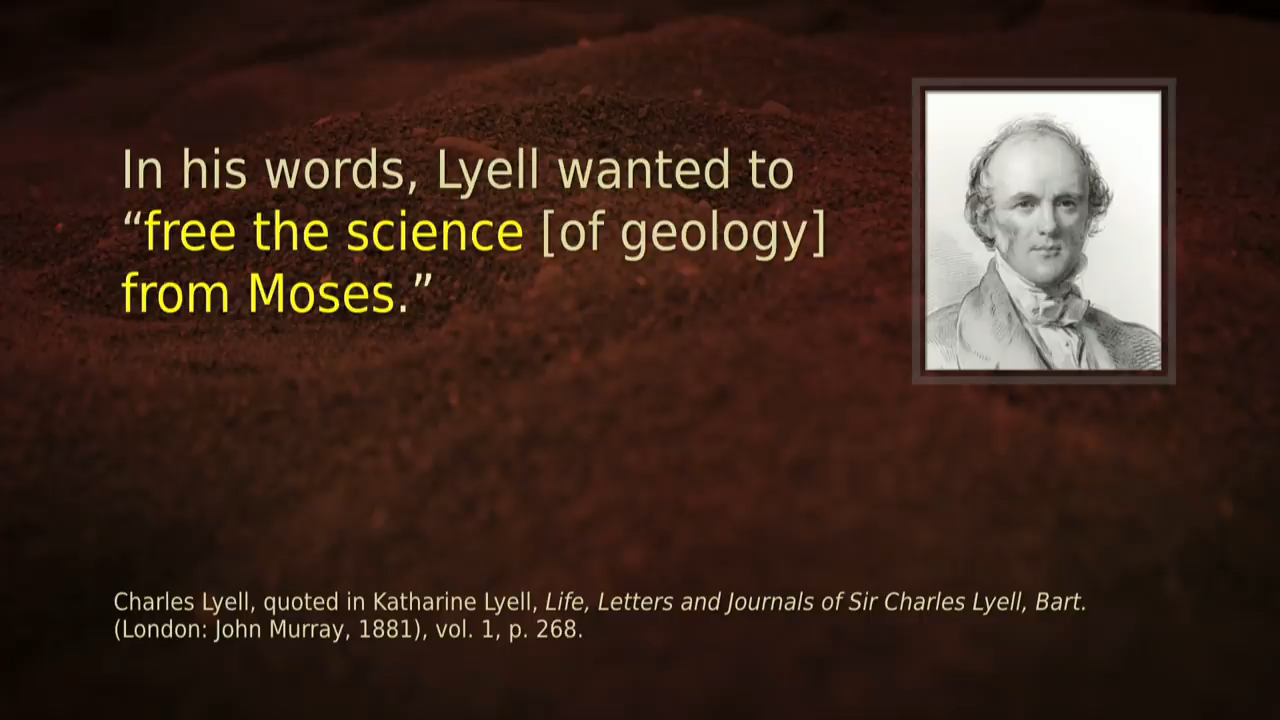 In his words, Lyell wanted to
“free the science [of geology]
from Moses.”
Charles Lyell, quoted in Katharine Lyell, Life, Letters and Journals of Sir Charles Lyell, Bart.
(London: John Murray, 1881), vol. 1, p. 268.